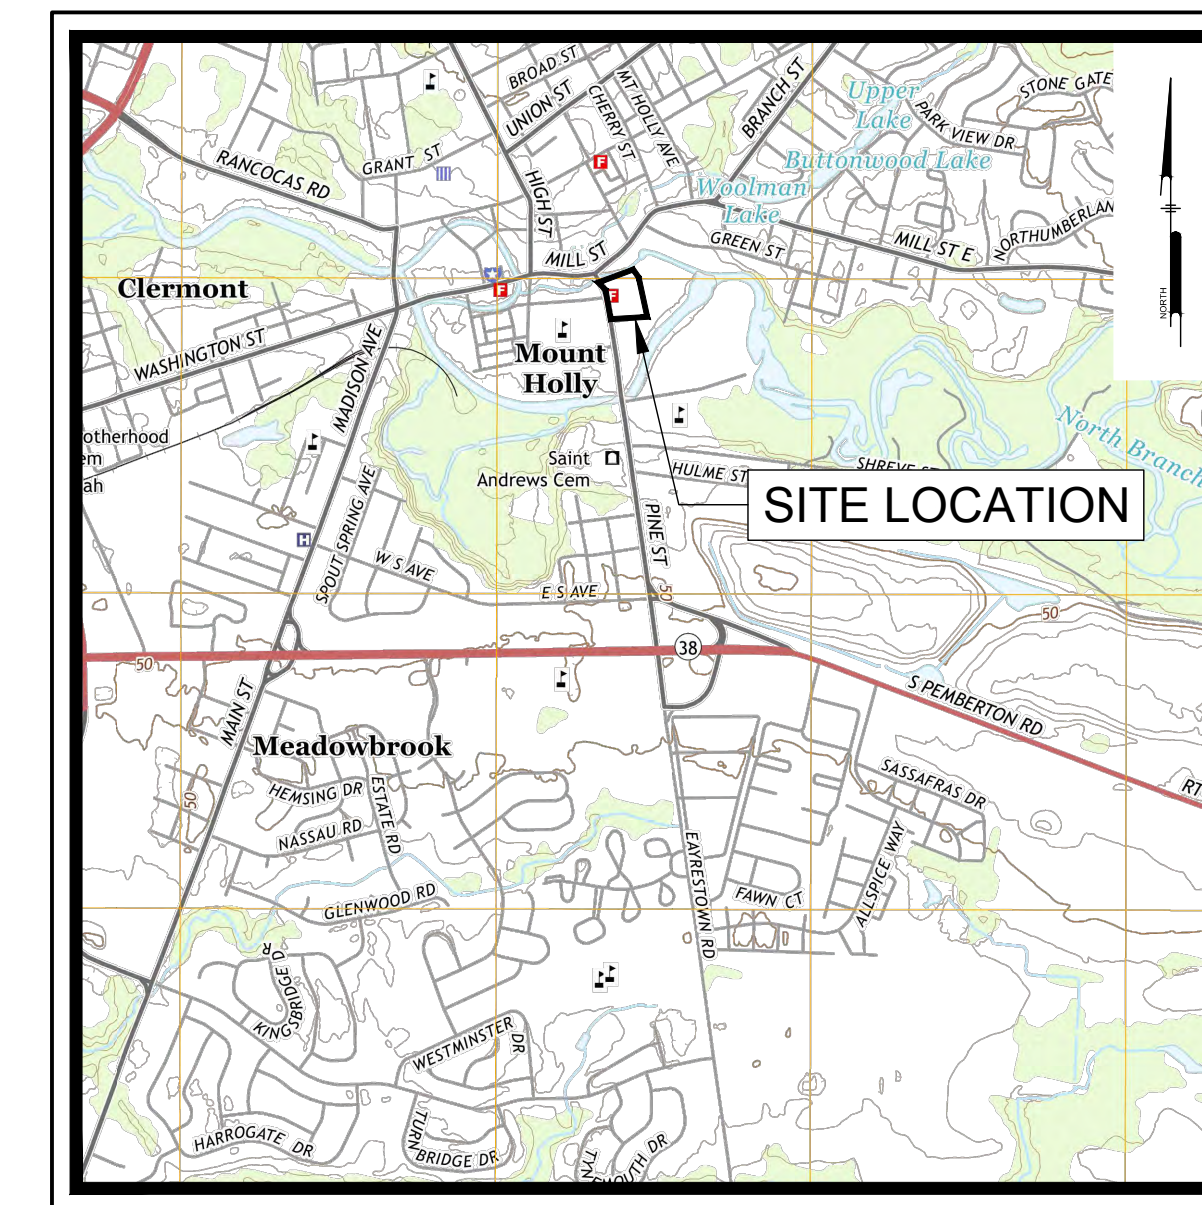 BROAD ST
UNION ST
CHERRY ST
MT HOLLY AVE
BRANCH ST
Upper
Lake
PARK VIEW DR
STONE GATE
RANCOCAS RD
GRANT ST
HIGH ST
F
Buttonwood Lake
Woolman
Lake
NORTH
MILL ST
GREEN ST
MILL ST E
NORTHUMBERLAN
Clermont
F
F
WASHINGTON ST
MADISON AVE
Mount
Holly
otherhood
em
ah
Saint
Andrews Cem
HULME ST
SHREVE ST
North Branch
SITE LOCATION
H
SPOUT SPRING AVE
W S AVE
E S AVE
PINE ST
50
50
50
38
MAIN ST
S PEMBERTON RD
RT
Meadowbrook
HEMSING DR
ESTATE RD
NASSAU RD
50
SASSAFRAS DR
ALLSPICE WAY
EAYRESTOWN RD
FAWN CT
GLENWOOD RD
KINGSBRIDGE DR
WESTMINSTER DR
HARROGATE DR
TURNBRIDGE DR
TYNEMOUTH DR